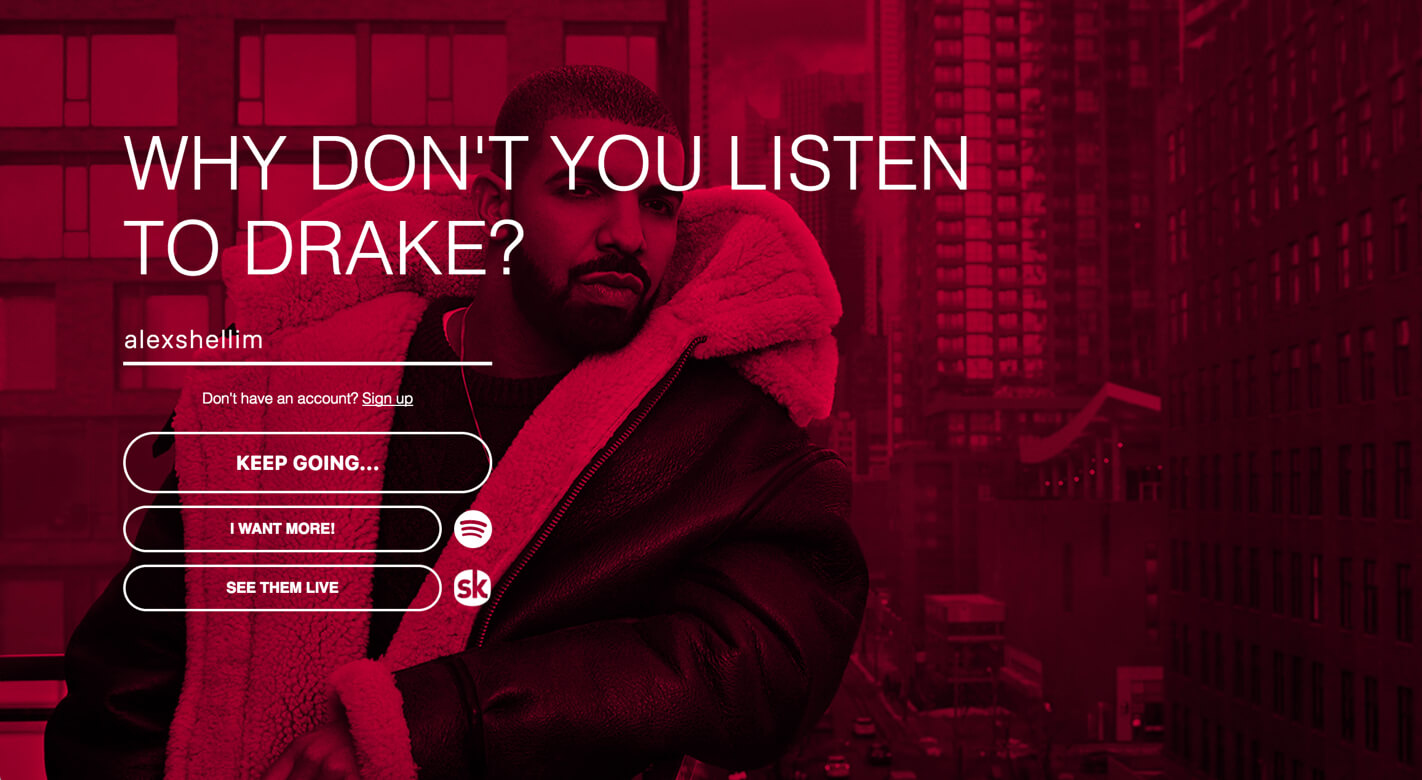 WHY DON'T YOU LISTEN
TO DRAKE?
alexshellim
Don't have an account? Sign up
KEEP GOING...
I WANT MORE!
SEE THEM LIVE
sk